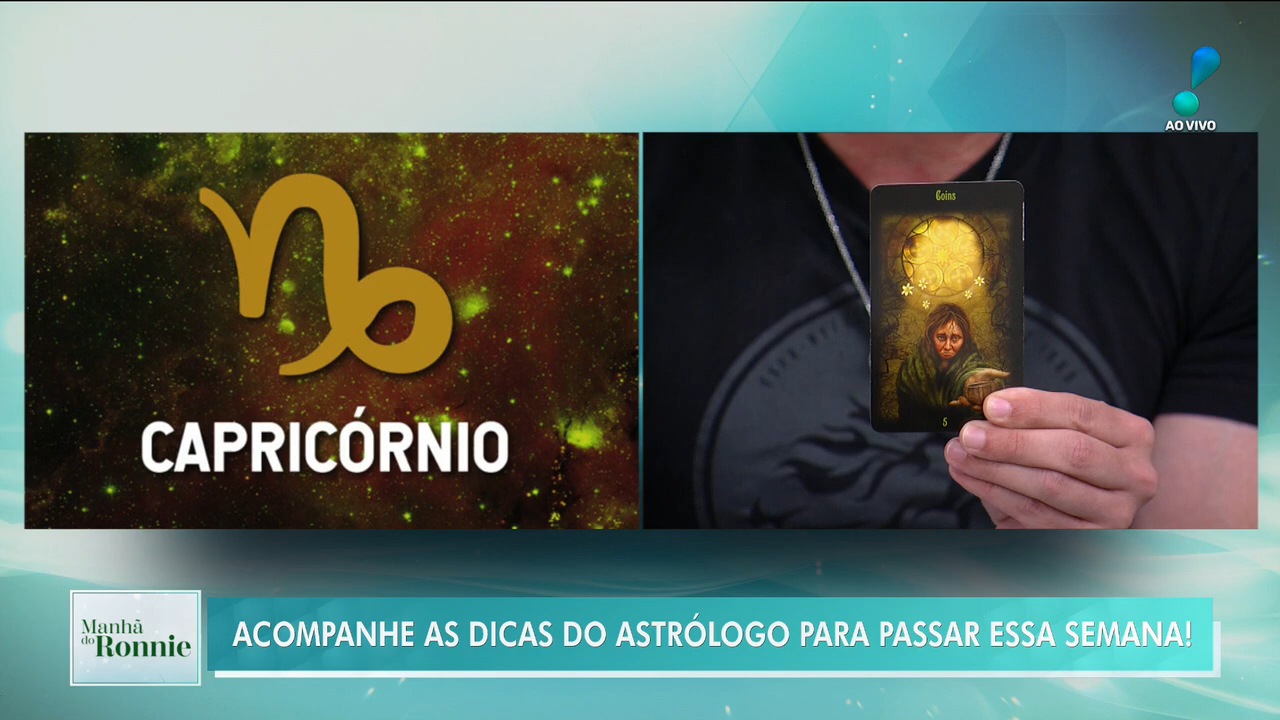 AO VIVO
CAPRICÓRNIO
Coins
5
Manhã
do Ronnie
ACOMPANHE AS DICAS DO ASTRÓLOGO PARA PASSAR ESSA SEMANA!